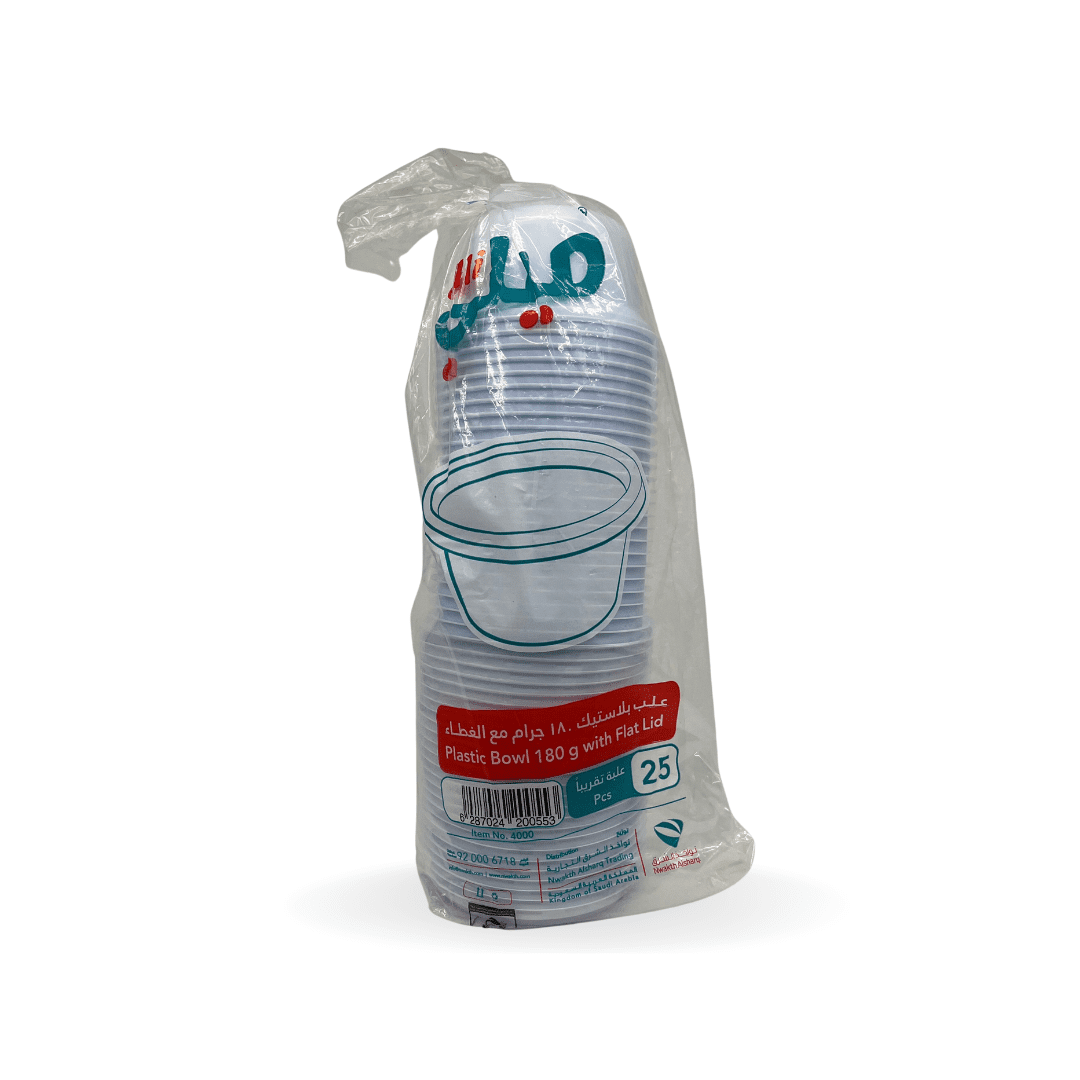 علب بلاستيك ١٨٠ جرام مع الغطاء
Plastic Bowl 180 g with Flat Lid
علبة تقريباً
Pcs
25
6 287024 200553
Item No. 4000
92 000 6718
توزيع
Distribution
نواخذ الشرق التجارية
Nwakth Alsharq Trading
المملكة العربية السعودية
Kingdom of Saudi Arabia
نواخذ الشرق
Nwakth Alsharq